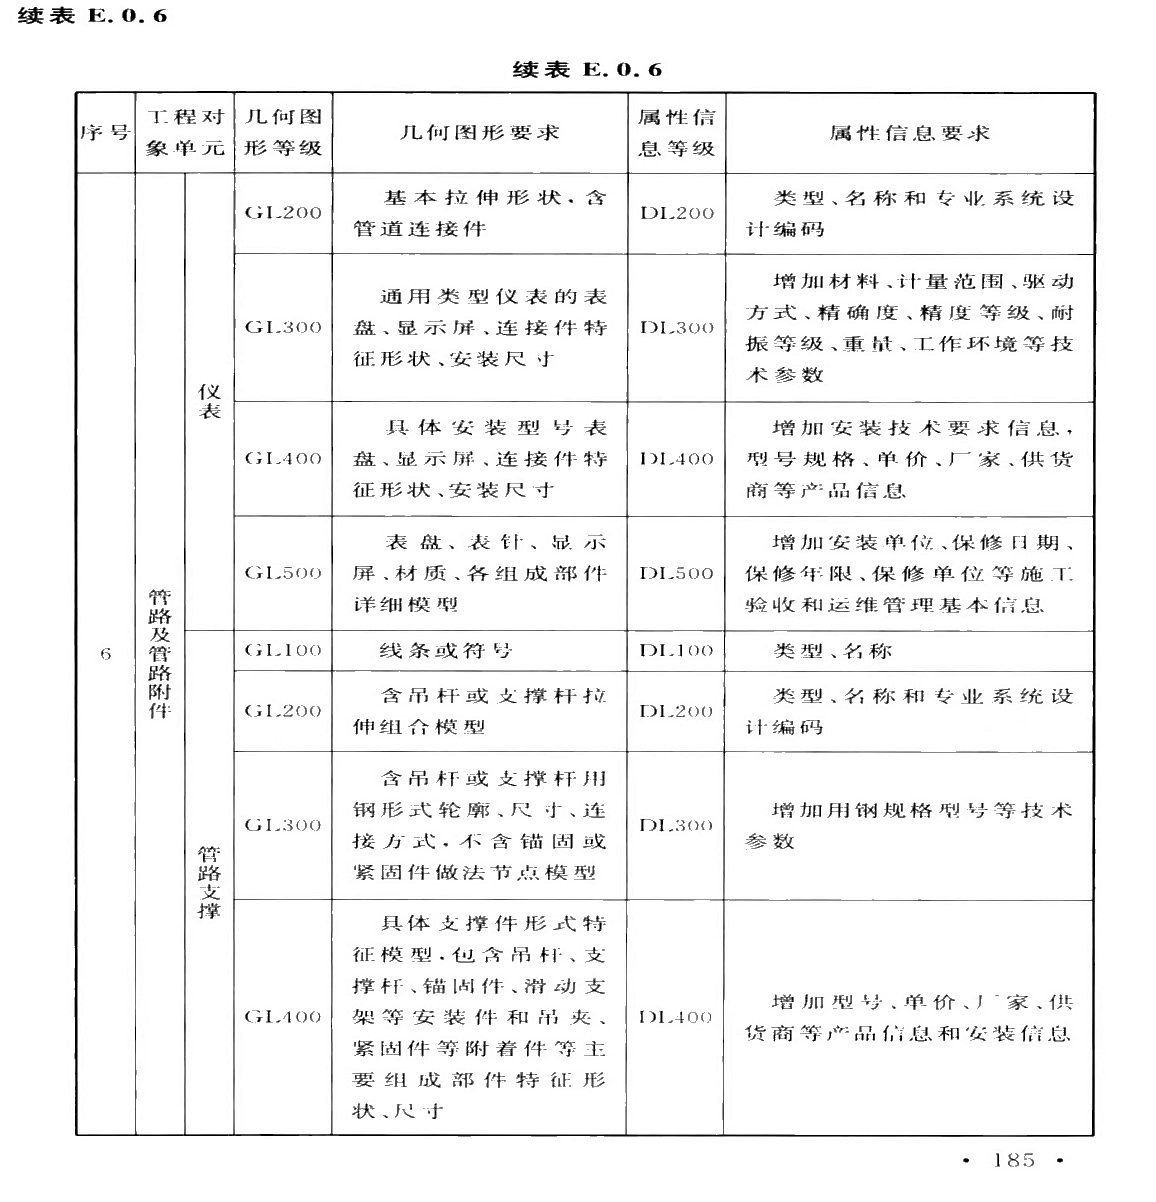 续表 E.0.6
续表 E.0.6
序号
工程对
象单元
几何图
形等级
几何图形要求
属性信
息等级
属性信息要求
6
管路及管路附件
仪表
GL200
基本拉伸形状，含
管道连接件
DL200
类型、名称和专业系统设
计编码
GL300
通用类型仪表的表
盘、显示屏、连接件特
征形状、安装尺寸
DL300
增加材料、计量范围、驱动
方式、精确度、精度等级、耐
振等级、重量、工作环境等技
术参数
GL400
具体安装型号表
盘、显示屏、连接件特
征形状、安装尺寸
DL400
增加安装技术要求信息，
型号规格、单价、厂家、供货
商等产品信息
GL500
表盘、表针、显示
屏、材质、各组成部件
详细模型
DL500
增加安装单位、保修日期、
保修年限、保修单位等施工
验收和运维管理基本信息
管路支撑
GL100
线条或符号
DL100
类型、名称
GL200
含吊杆或支撑杆拉
伸组合模型
DL200
类型、名称和专业系统设
计编码
GL300
含吊杆或支撑杆用
钢形式轮廓、尺寸、连
接方式，不含锚固或
紧固件做法节点模型
DL300
增加用钢规格型号等技术
参数
GL400
具体支撑件形式特
征模型，包含吊杆、支
撑杆、锚固件、滑动支
架等安装件和吊夹、
紧固件等附着件等主
要组成部件特征形
状、尺寸
DL400
增加型号、单价、厂家、供
货商等产品信息和安装信息
· 185 ·